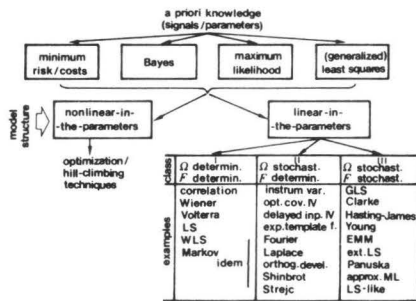 a priori knowledge
(signals/parameters)
minimum
risk/costs
Bayes
maximum
likelihood
(generalized)
least squares
model
structure
nonlinear-in-
-the-parameters
linear-in-
-the-parameters
optimization/
hill-climbing
techniques
class
I
Ω determin.
F determin.
II
Ω stochast.
F determin.
III
Ω stochast.
F stochast.
examples
correlation
Wiener
Volterra
LS
WLS
Markov
idem
instrum var.
opt. cov. IV
delayed inp. IV
exp. template f.
Fourier
Laplace
orthog. devel.
Shinbrot
Strejc
GLS
Clarke
Hasting-James
Young
EMM
ext. LS
Panuska
approx. ML
LS-like